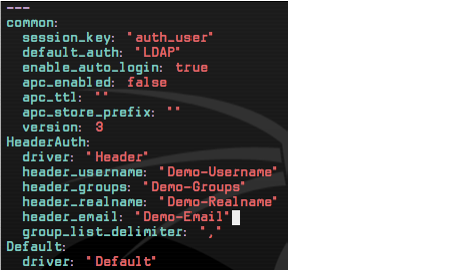 ---
common:
  session_key: "auth_user"
  default_auth: "LDAP"
  enable_auto_login: true
  apc_enabled: false
  apc_ttl: ""
  apc_store_prefix: ""
  version: 3
HeaderAuth:
  driver: "Header"
  header_username: "Demo-Username"
  header_groups: "Demo-Groups"
  header_realname: "Demo-Realname"
  header_email: "Demo-Email"
  group_list_delimiter: ","
Default:
  driver: "Default"